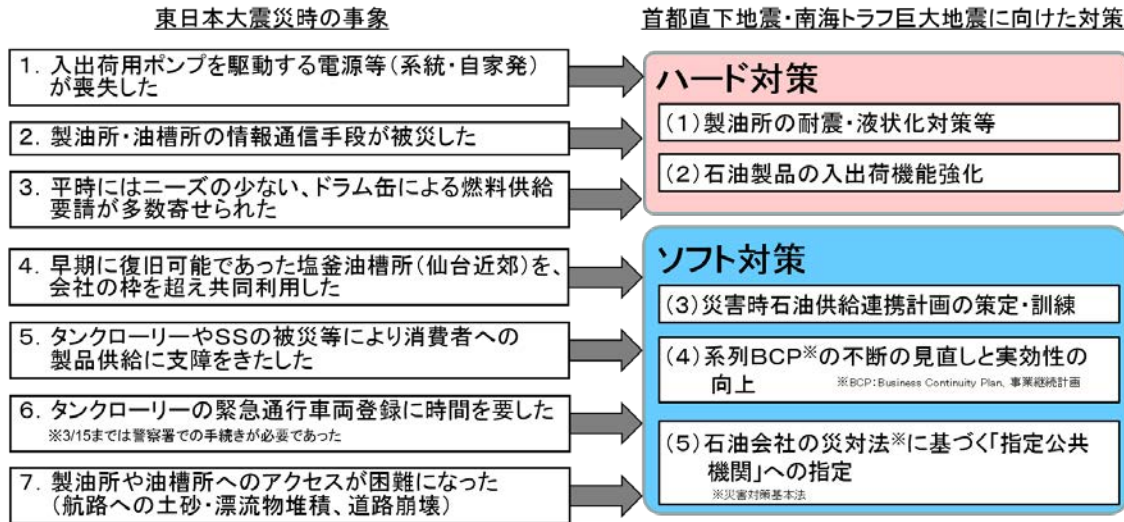 東日本大震災時の事象
首都直下地震・南海トラフ巨大地震に向けた対策
1．入出荷用ポンプを駆動する電源等（系統・自家発）
が喪失した
2．製油所・油槽所の情報通信手段が被災した
3．平時にはニーズの少ない、ドラム缶による燃料供給
要請が多数寄せられた
4．早期に復旧可能であった塩釜油槽所（仙台近郊）を、
会社の枠を超え共同利用した
5．タンクローリーやSSの被災等により消費者への
製品供給に支障をきたした
6．タンクローリーの緊急通行車両登録に時間を要した
※3/15までは警察署での手続きが必要であった
7．製油所や油槽所へのアクセスが困難になった
（航路への土砂・漂流物堆積、道路崩壊）
ハード対策
（1）製油所の耐震・液状化対策等
（2）石油製品の入出荷機能強化
ソフト対策
（3）災害時石油供給連携計画の策定・訓練
（4）系列BCP※の不断の見直しと実効性の
向上
※BCP：Business Continuity Plan, 事業継続計画
（5）石油会社の災対法※に基づく「指定公共
機関」への指定
※災害対策基本法